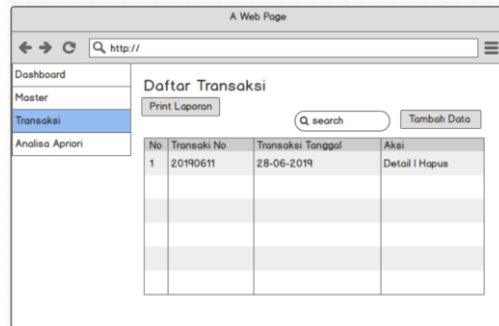 A Web Page
http://
Dashboard
Master
Transaksi
Analisa Apriori
Daftar Transaksi
Print Laporan
search
Tambah Data
No Transaki No Transaksi Tanggal Aksi
1 20190611 28-06-2019 Detail | Hapus